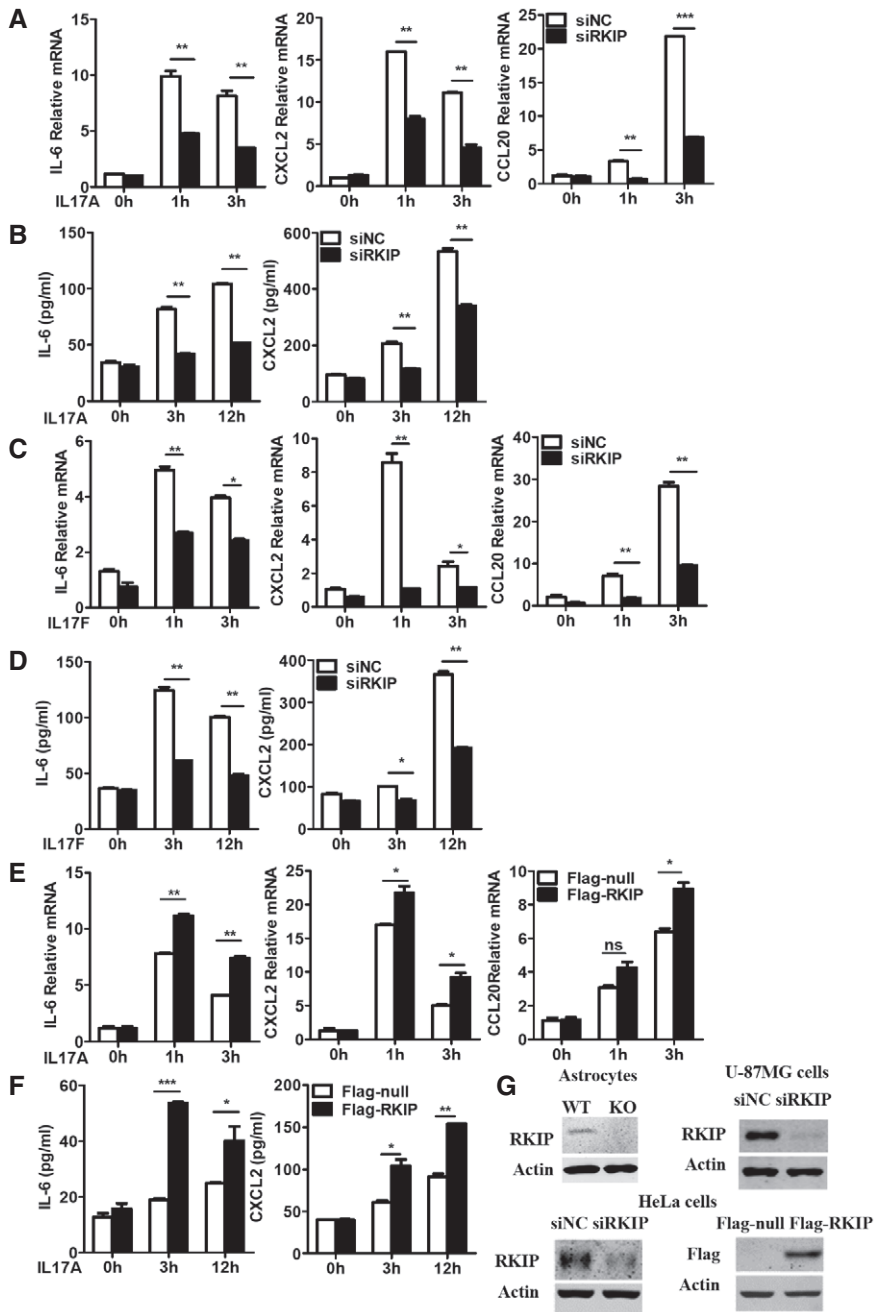 A
IL-6 Relative mRNA
15
10
5
0
**
**
IL17A
0h
1h
3h
CXCL2 Relative mRNA
20
15
10
5
0
**
**
0h
1h
3h
CCL20 Relative mRNA
25
20
15
10
5
0
siNC
siRKIP
**
***
0h
1h
3h
B
IL-6 (pg/ml)
150
100
50
0
**
**
IL17A
0h
3h
12h
CXCL2 (pg/ml)
600
400
200
0
siNC
siRKIP
**
**
0h
3h
12h
C
IL-6 Relative mRNA
6
4
2
0
**
*
IL17F
0h
1h
3h
CXCL2 Relative mRNA
10
8
6
4
2
0
**
*
0h
1h
3h
CCL20 Relative mRNA
40
30
20
10
0
siNC
siRKIP
**
**
0h
1h
3h
D
IL-6 (pg/ml)
150
100
50
0
**
**
IL17F
0h
3h
12h
CXCL2 (pg/ml)
400
300
200
100
0
siNC
siRKIP
*
**
0h
3h
12h
E
IL-6 Relative mRNA
15
10
5
0
**
**
IL17A
0h
1h
3h
CXCL2 Relative mRNA
25
20
15
10
5
0
*
*
0h
1h
3h
CCL20Relative mRNA
10
8
6
4
2
0
Flag-null
Flag-RKIP
ns
*
0h
1h
3h
F
IL-6 (pg/ml)
60
40
20
0
***
*
IL17A
0h
3h
12h
CXCL2 (pg/ml)
200
150
100
50
0
Flag-null
Flag-RKIP
*
**
0h
3h
12h
G
Astrocytes
WT KO
RKIP
Actin
U-87MG cells
siNC siRKIP
RKIP
Actin
HeLa cells
siNC siRKIP
RKIP
Actin
Flag-null Flag-RKIP
Flag
Actin